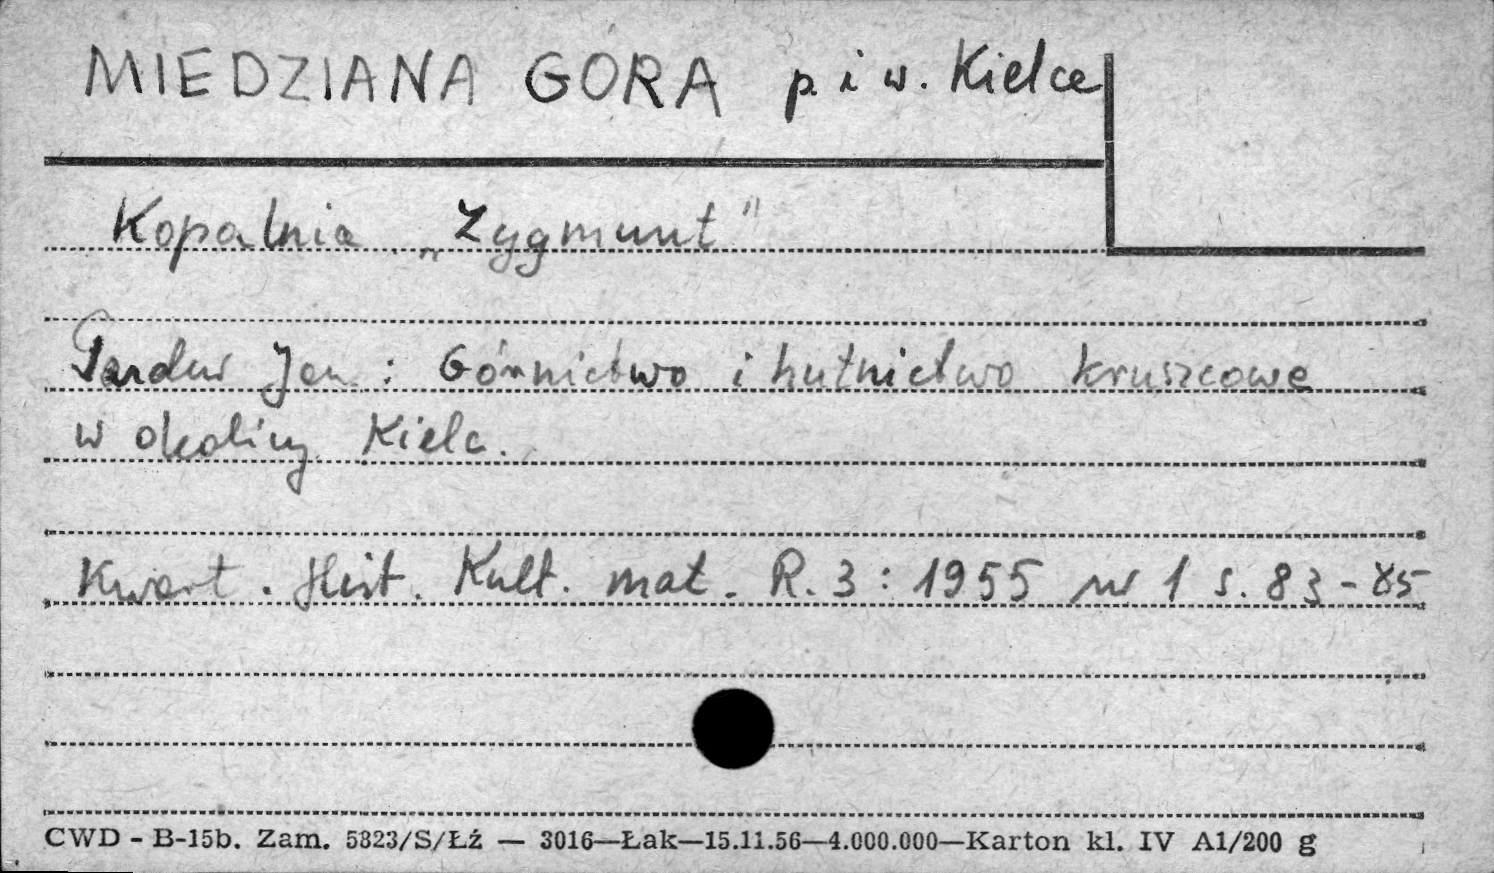 MIEDZIANA GORA p. i w. Kielce
Kopalnia „Zygmunt"
Pazdur Jan: Górnictwo i hutnictwo kruszcowe
w okolicy Kielc.
Kwart. Hist. Kult. mat. R. 3: 1955 nr 1 s. 83-85
CWD - B-15b. Zam. 5823/S/Łź — 3016—Łak—15.11.56—4.000.000—Karton kl. IV A1/200 g